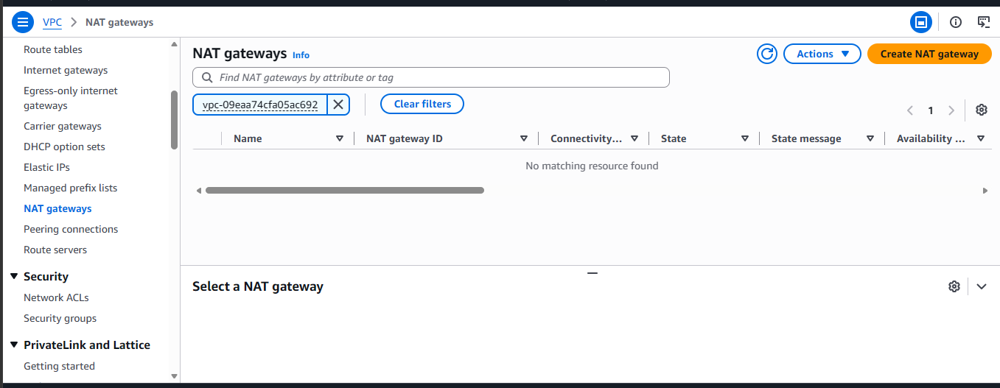 VPC > NAT gateways
Route tables
Internet gateways
Egress-only internet
gateways
Carrier gateways
DHCP option sets
Elastic IPs
Managed prefix lists
NAT gateways
Peering connections
Route servers
Security
Network ACLs
Security groups
PrivateLink and Lattice
Getting started
NAT gateways Info
Actions
Create NAT gateway
Find NAT gateways by attribute or tag
vpc-09eaa74cfa05ac692
Clear filters
1
Name NAT gateway ID Connectivity... State State message Availability ...
No matching resource found
Select a NAT gateway